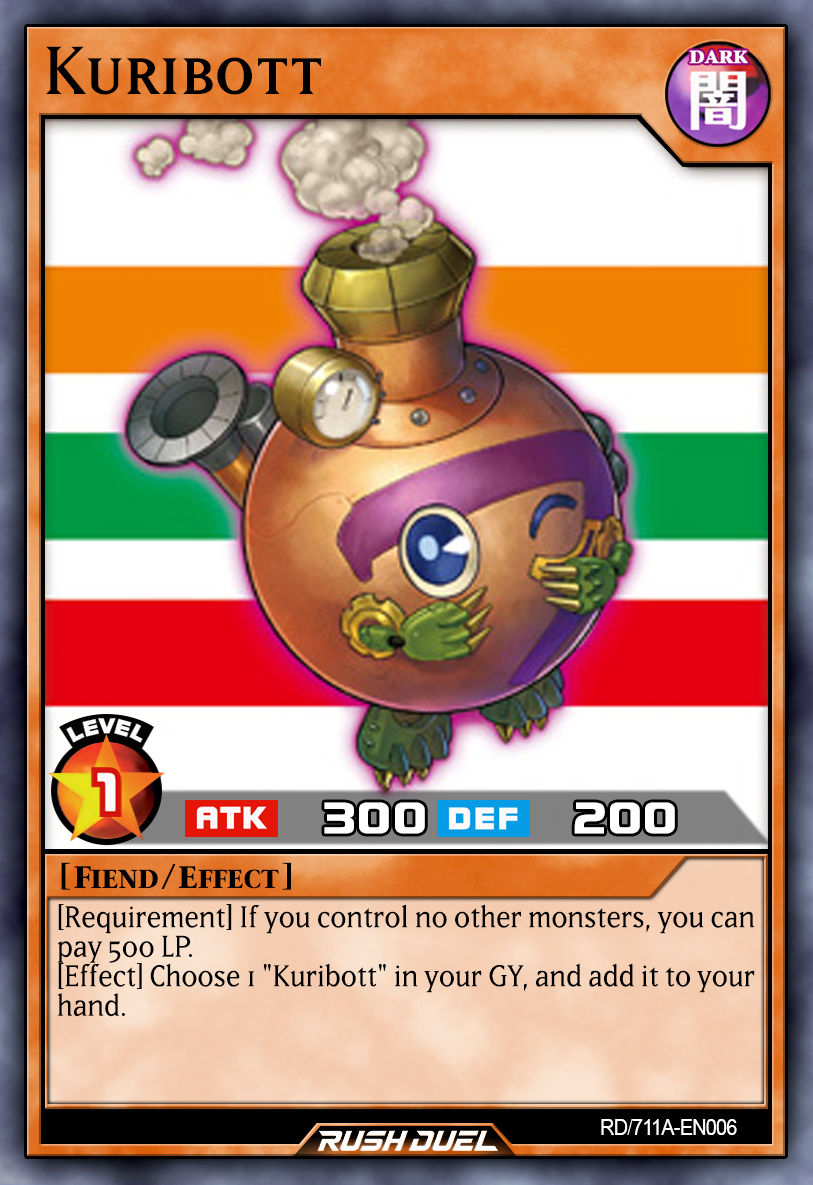 KURIBOTT
DARK
闇
LEVEL
1
ATK 300 DEF 200
[FIEND/EFFECT]
[Requirement] If you control no other monsters, you can
pay 500 LP.
[Effect] Choose 1 "Kuribott" in your GY, and add it to your
hand.
RD/711A-EN006
RUSH DUEL